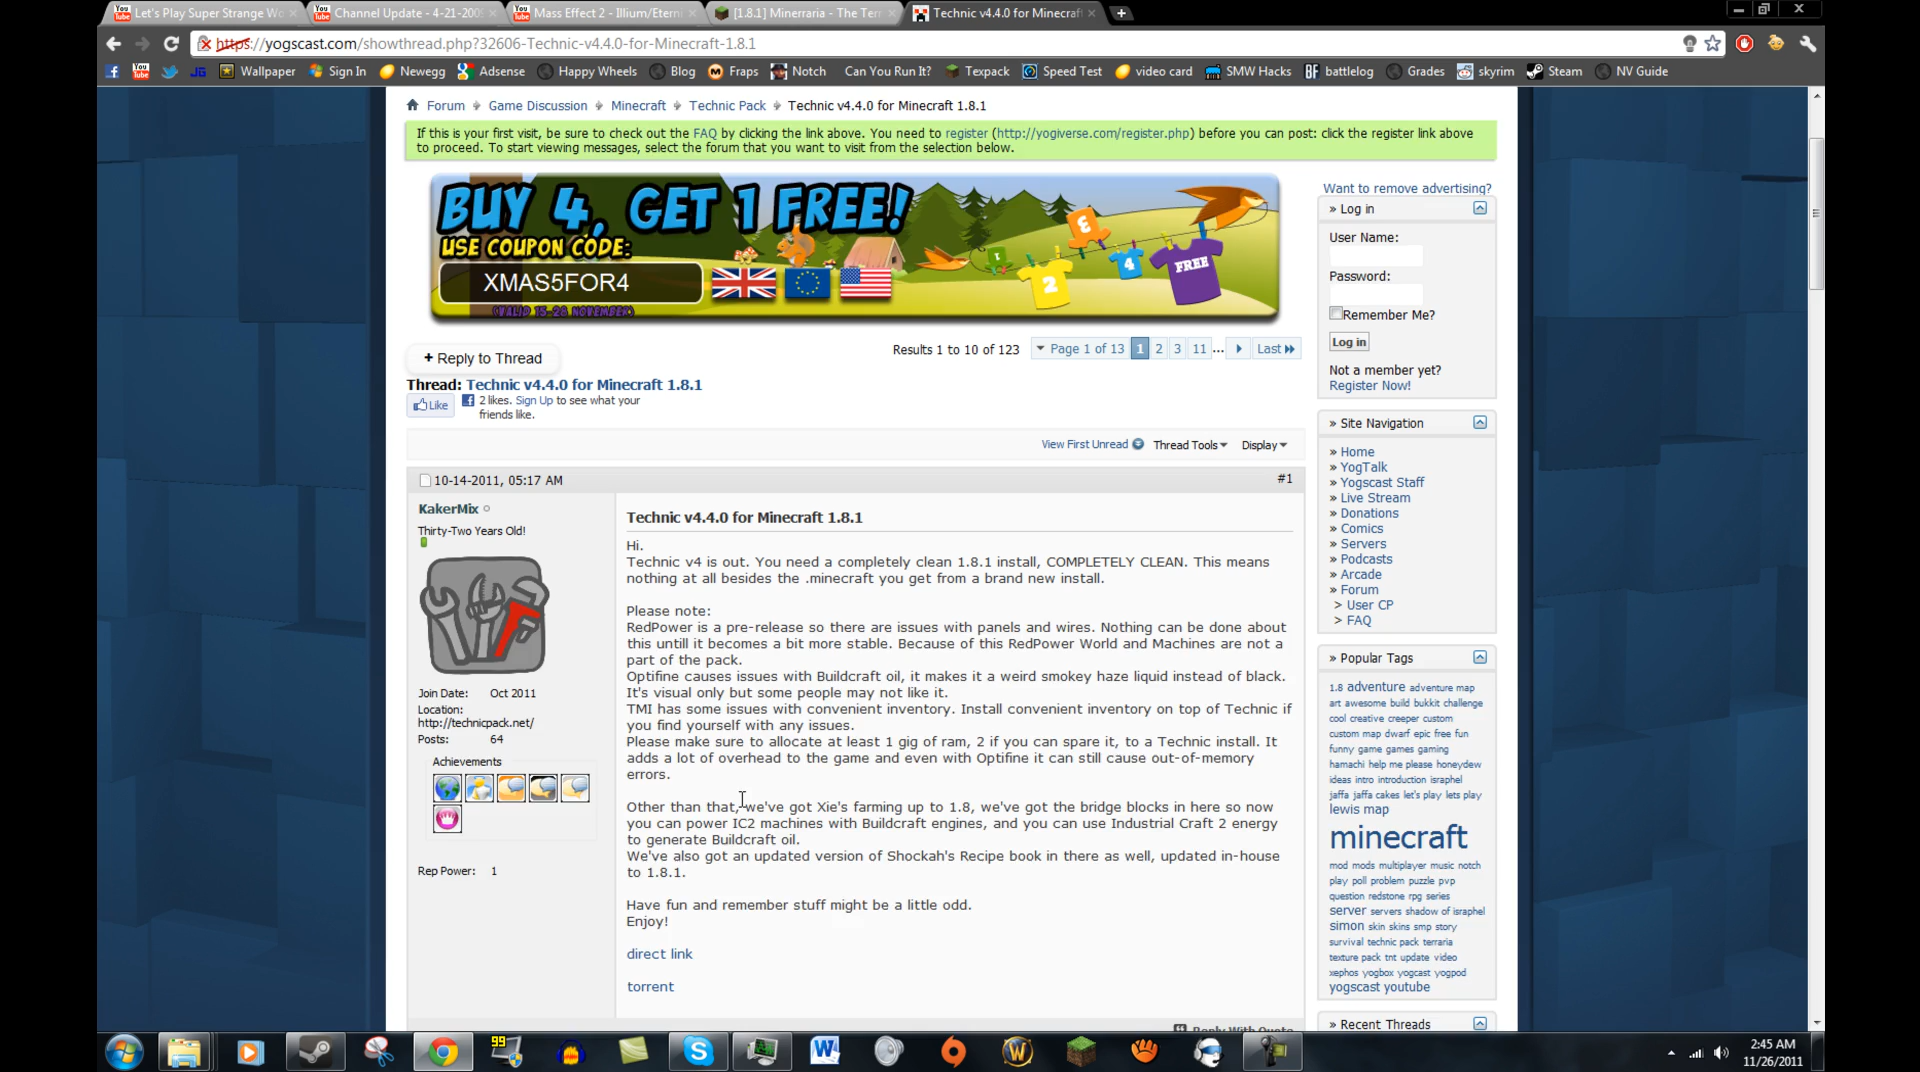 Let's Play Super Strange Wo
Channel Update - 4-21-2009
Mass Effect 2 - Illium/Eterni
[1.8.1] Minerraria - The Terr
Technic v4.4.0 for Minecraft
https://yogscast.com/showthread.php?32606-Technic-v4.4.0-for-Minecraft-1.8.1
Wallpaper Sign In Newegg Adsense Happy Wheels Blog Fraps Notch Can You Run It? Texpack Speed Test video card SMW Hacks battlelog Grades skyrim Steam NV Guide
Forum Game Discussion Minecraft Technic Pack Technic v4.4.0 for Minecraft 1.8.1
If this is your first visit, be sure to check out the FAQ by clicking the link above. You need to register (http://yogiverse.com/register.php) before you can post: click the register link above
to proceed. To start viewing messages, select the forum that you want to visit from the selection below.
BUY 4, GET 1 FREE!
USE COUPON CODE:
XMAS5FOR4
(VALID 15-28 NOVEMBER)
1 2 3 4 FREE
+ Reply to Thread
Results 1 to 10 of 123 Page 1 of 13 1 2 3 11 ... Last
Thread: Technic v4.4.0 for Minecraft 1.8.1
Like 2 likes. Sign Up to see what your
friends like.
View First Unread Thread Tools Display
10-14-2011, 05:17 AM #1
KakerMix
Thirty-Two Years Old!
Join Date: Oct 2011
Location:
http://technicpack.net/
Posts: 64
Achievements
Rep Power: 1
Technic v4.4.0 for Minecraft 1.8.1
Hi.
Technic v4 is out. You need a completely clean 1.8.1 install, COMPLETELY CLEAN. This means
nothing at all besides the .minecraft you get from a brand new install.
Please note:
RedPower is a pre-release so there are issues with panels and wires. Nothing can be done about
this untill it becomes a bit more stable. Because of this RedPower World and Machines are not a
part of the pack.
Optifine causes issues with Buildcraft oil, it makes it a weird smokey haze liquid instead of black.
It's visual only but some people may not like it.
TMI has some issues with convenient inventory. Install convenient inventory on top of Technic if
you find yourself with any issues.
Please make sure to allocate at least 1 gig of ram, 2 if you can spare it, to a Technic install. It
adds a lot of overhead to the game and even with Optifine it can still cause out-of-memory
errors.
Other than that, we've got Xie's farming up to 1.8, we've got the bridge blocks in here so now
you can power IC2 machines with Buildcraft engines, and you can use Industrial Craft 2 energy
to generate Buildcraft oil.
We've also got an updated version of Shockah's Recipe book in there as well, updated in-house
to 1.8.1.
Have fun and remember stuff might be a little odd.
Enjoy!
direct link
torrent
Reply With Quote
Want to remove advertising?
» Log in
User Name:
Password:
Remember Me?
Log in
Not a member yet?
Register Now!
» Site Navigation
» Home
» YogTalk
» Yogscast Staff
» Live Stream
» Donations
» Comics
» Servers
» Podcasts
» Arcade
» Forum
> User CP
> FAQ
» Popular Tags
1.8 adventure adventure map
art awesome build bukkit challenge
cool creative creeper custom
custom map dwarf epic free fun
funny game games gaming
hamachi help me please honeydew
ideas intro introduction israphel
jaffa jaffa cakes let's play lets play
lewis map
minecraft
mod mods multiplayer music notch
play poll problem puzzle pvp
question redstone rpg series
server servers shadow of israphel
simon skin skins smp story
survival technic pack terraria
texture pack tnt update video
xephos yogbox yogcast yogpod
yogscast youtube
» Recent Threads
99
2:45 AM
11/26/2011